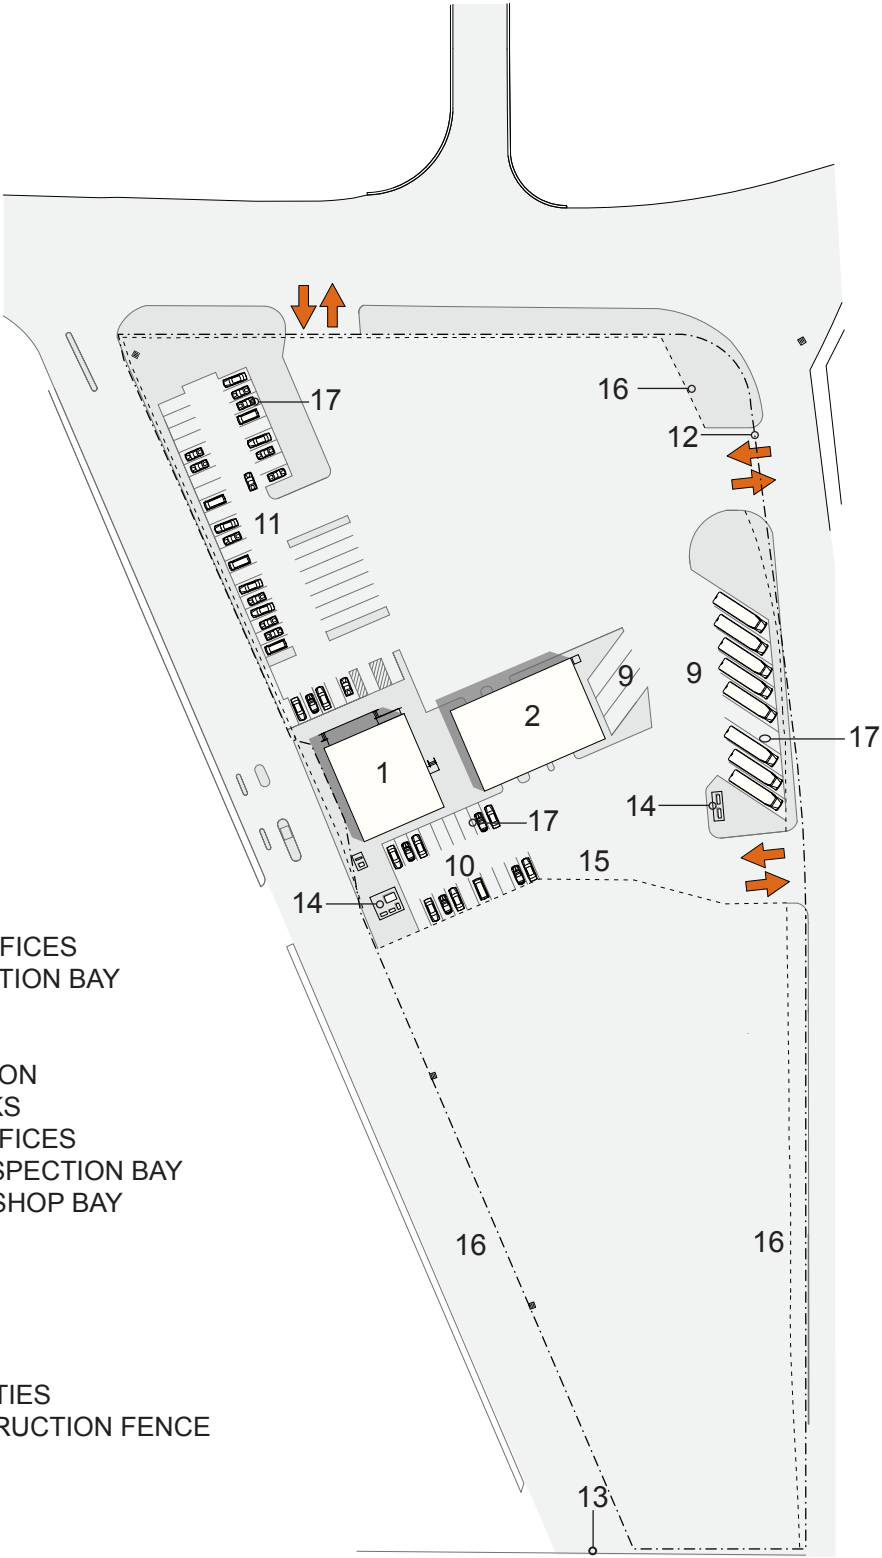 16
17
12
11
9
9
2
1
17
14
17
10
15
14
FICES
TION BAY
ON
KS
FICES
SPECTION BAY
SHOP BAY
16
16
TIES
RUCTION FENCE
13